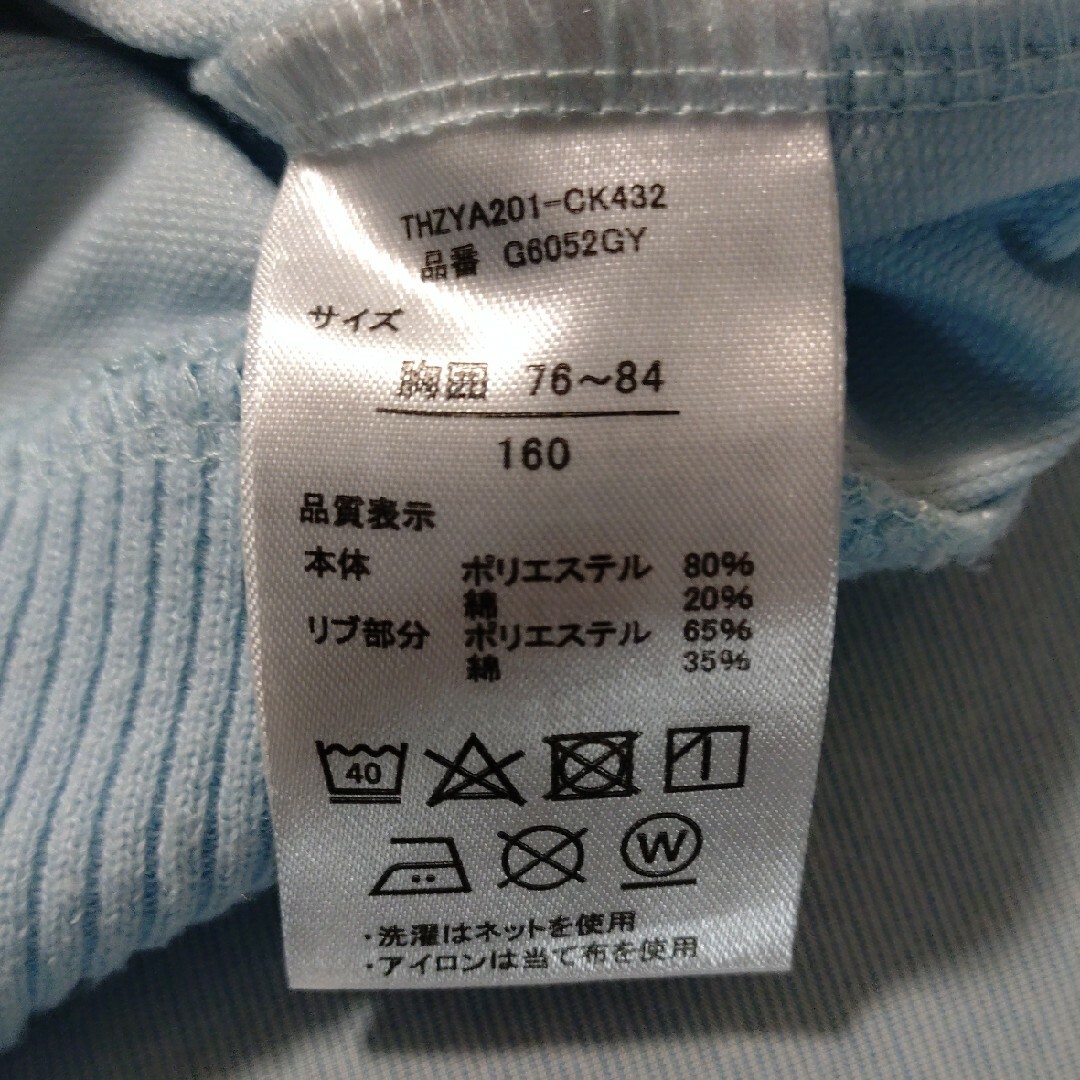 THZYA201-CK432
品番 G6052GY
サイズ
胸囲 76～84
160
品質表示
本体 ポリエステル 80%
綿 20%
リブ部分 ポリエステル 65%
綿 35%
40
W
・洗濯はネットを使用
・アイロンは当て布を使用